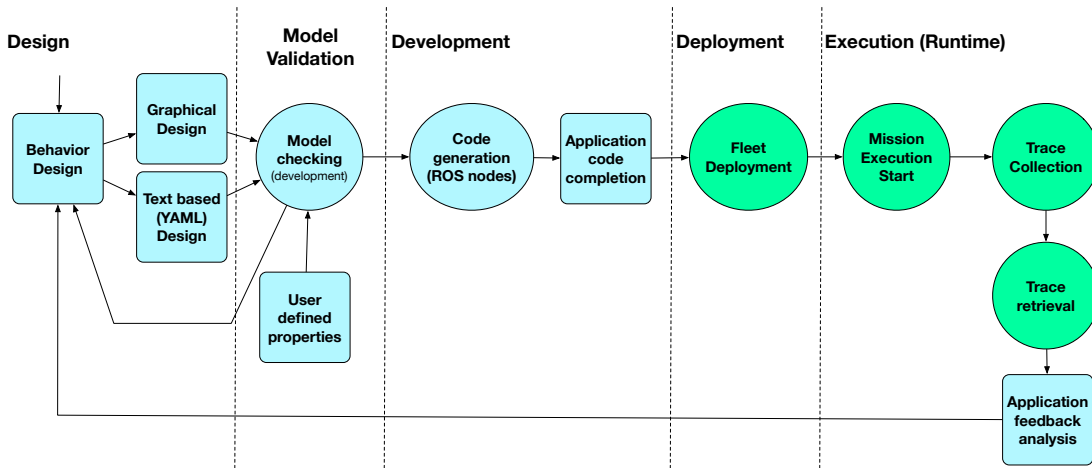 Design
Model
Validation
Development
Deployment
Execution (Runtime)
Behavior
Design
Graphical
Design
Text based
(YAML)
Design
Model
checking
(development)
User
defined
properties
Code
generation
(ROS nodes)
Application
code
completion
Fleet
Deployment
Mission
Execution
Start
Trace
Collection
Trace
retrieval
Application
feedback
analysis